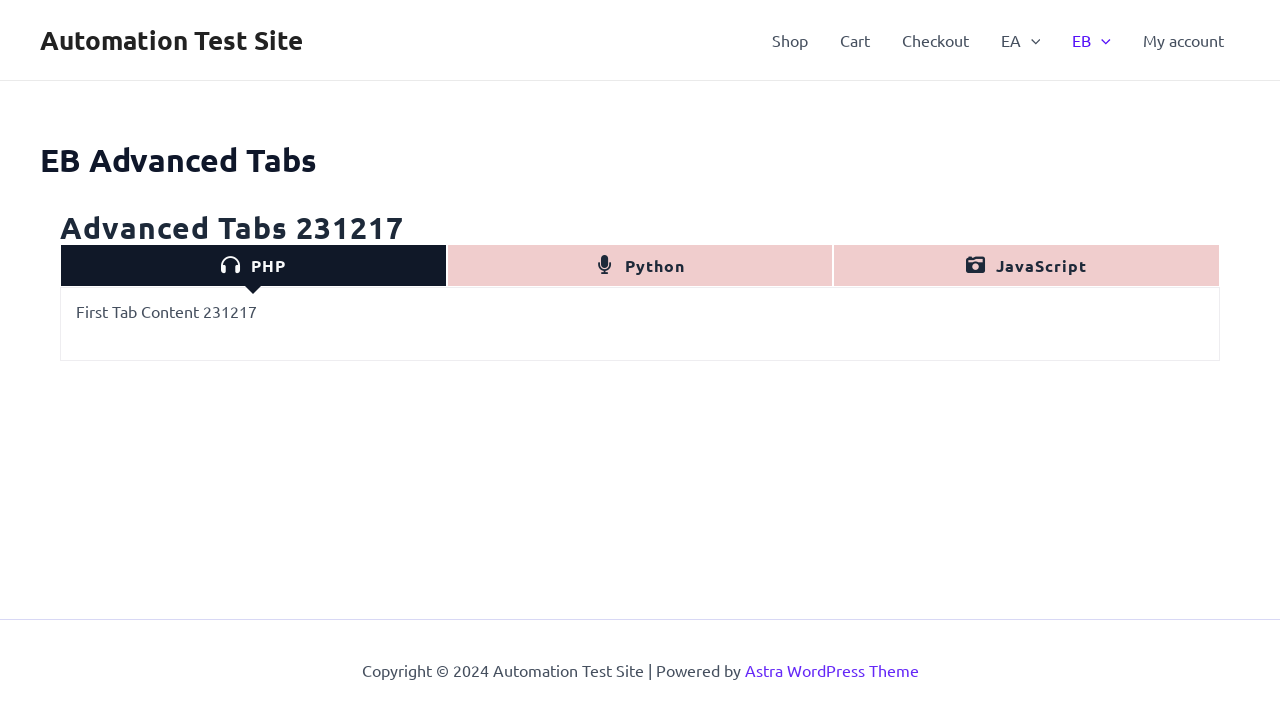 Automation Test Site
Shop Cart Checkout EA EB My account
EB Advanced Tabs
Advanced Tabs 231217
PHP Python JavaScript
First Tab Content 231217
Copyright © 2024 Automation Test Site | Powered by Astra WordPress Theme